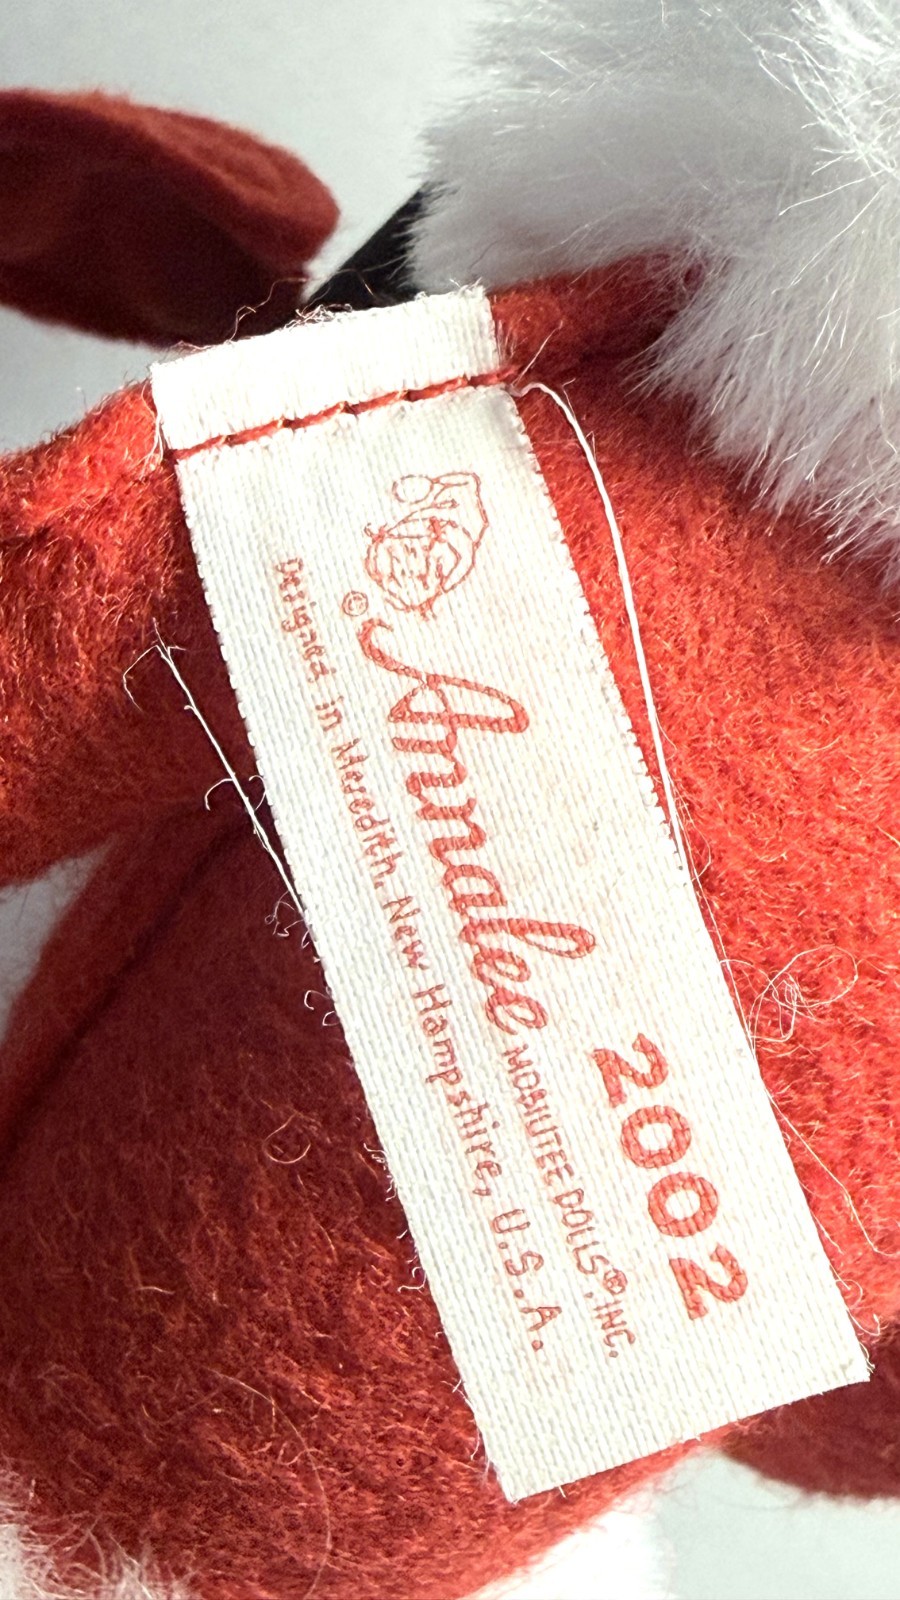 2002
© Annalee MOBILITEE DOLLS®, INC.
Designed in Meredith, New Hampshire, U.S.A.